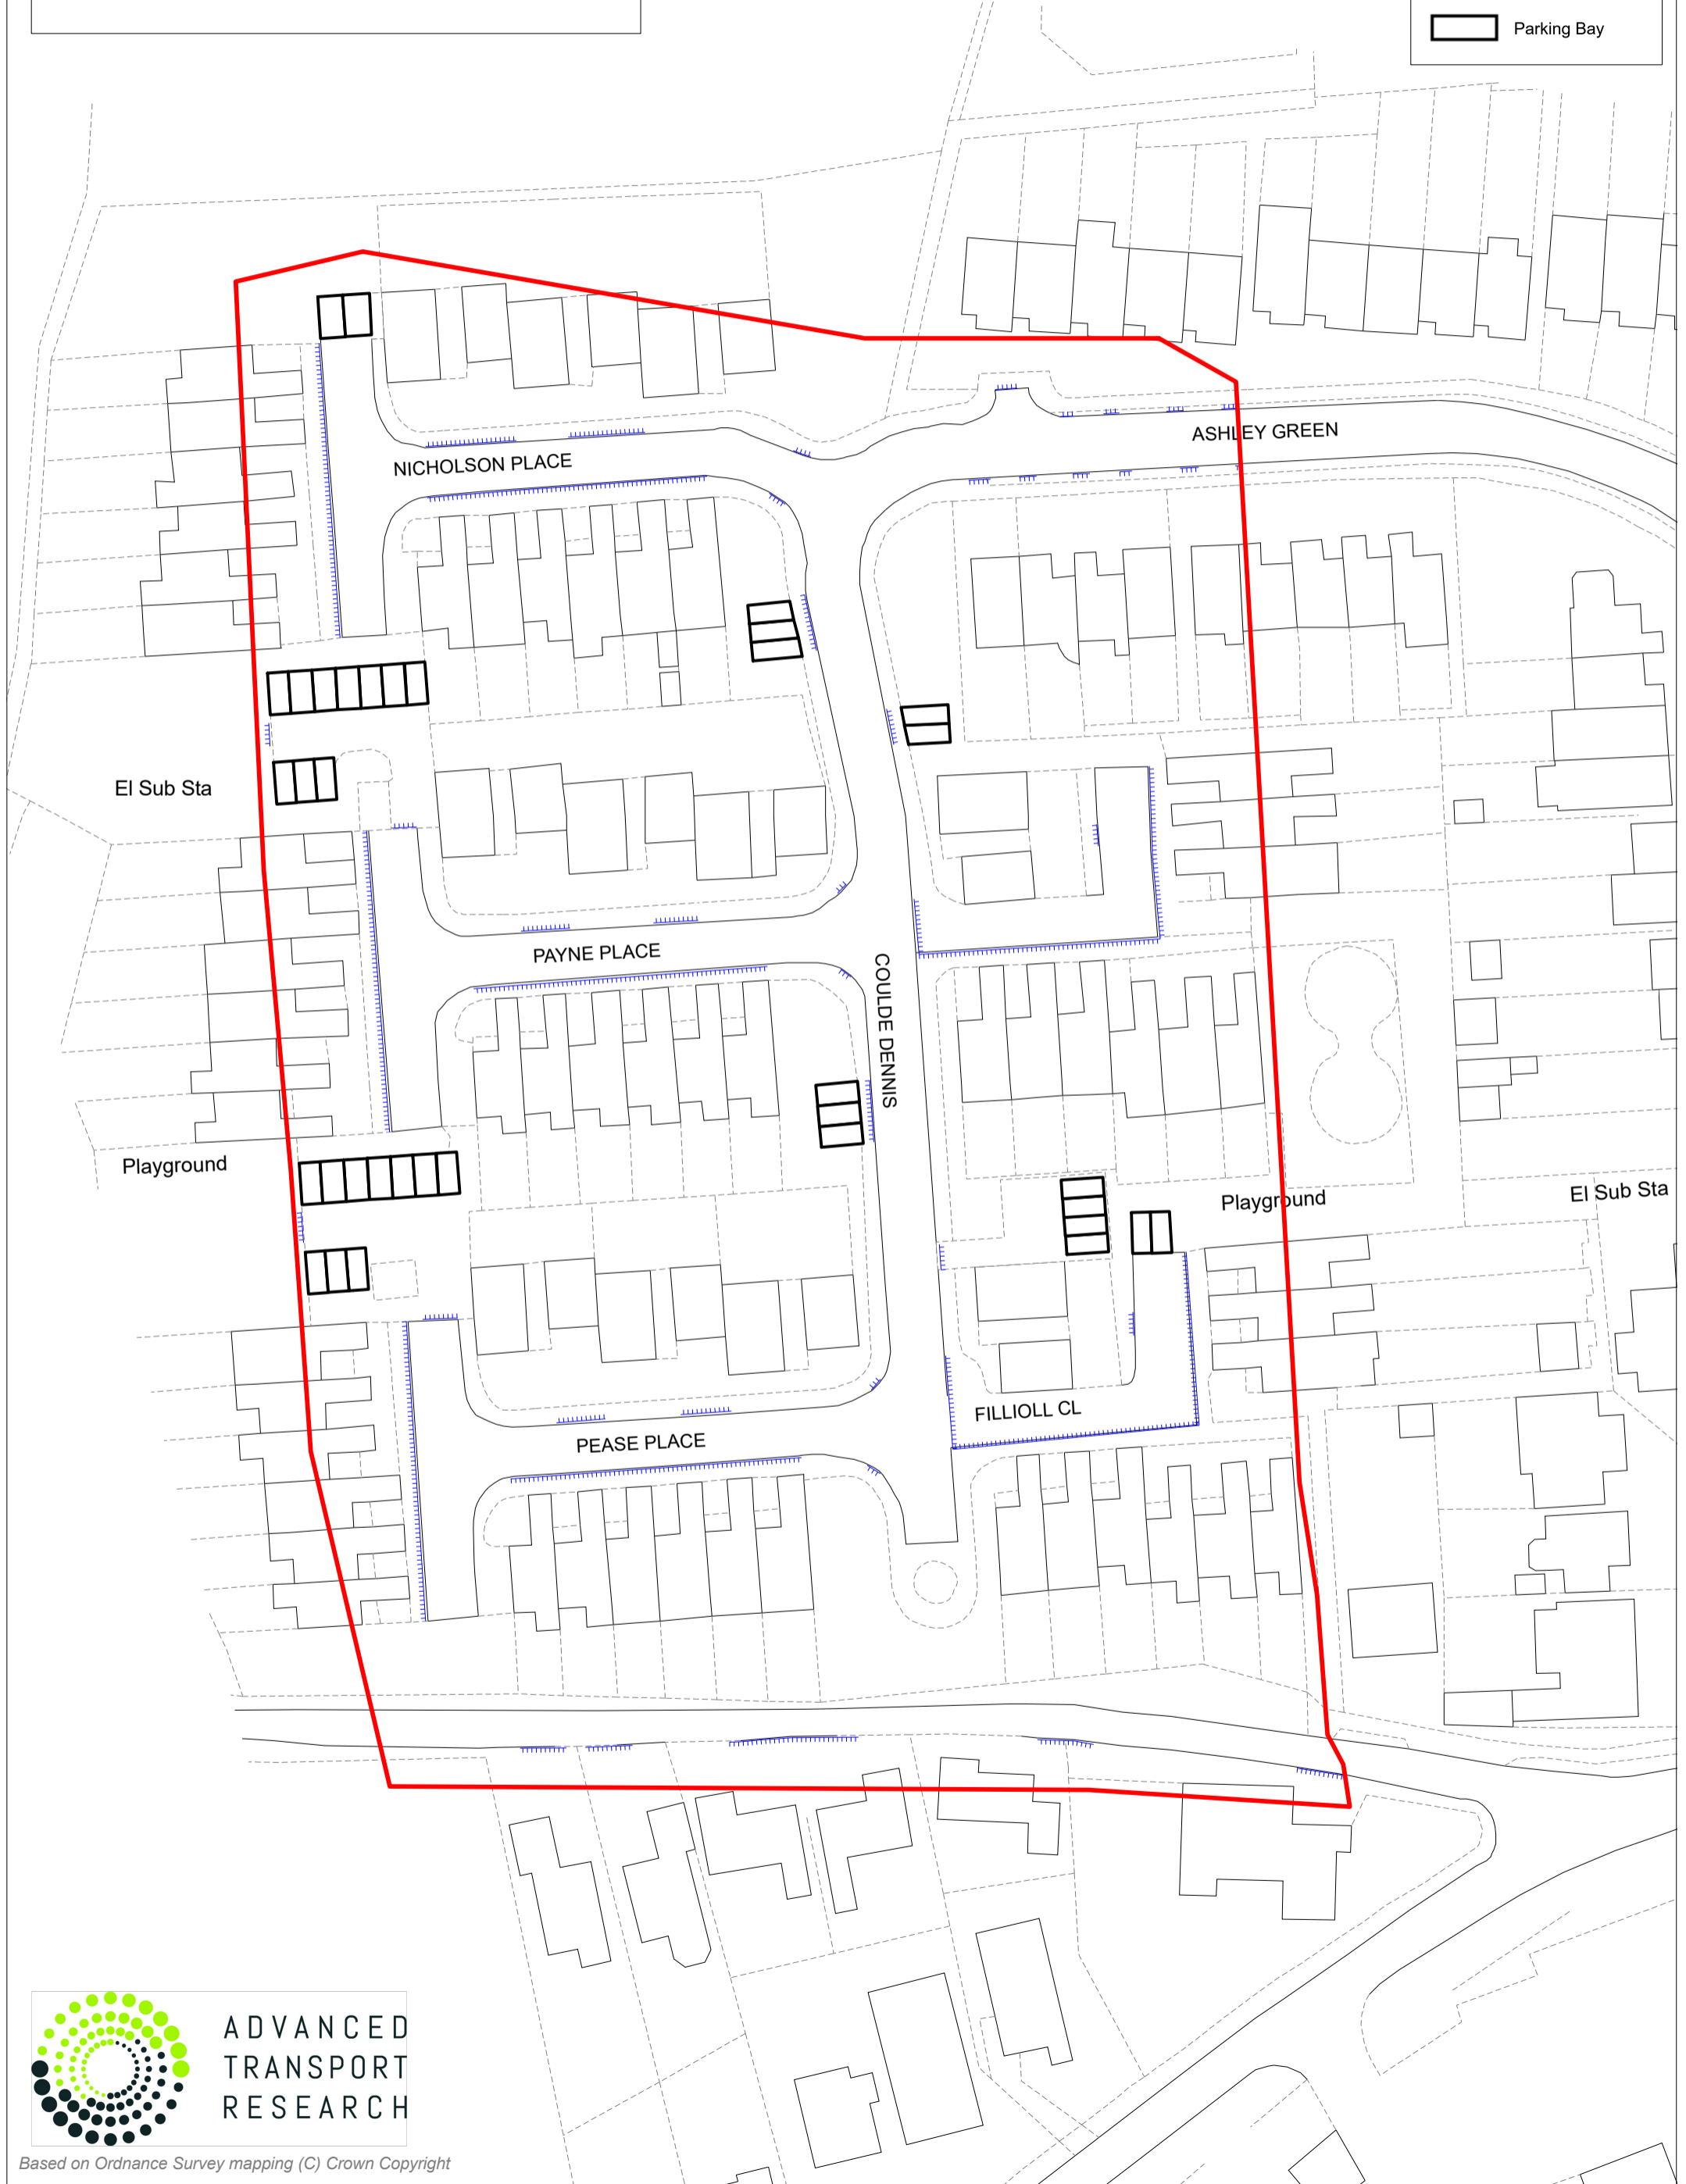 Parking Bay
ASHLEY GREEN
NICHOLSON PLACE
El Sub Sta
PAYNE PLACE
COULDE DENNIS
Playground
Playground
El Sub Sta
FILLIOLL CL
PEASE PLACE
ADVANCED
TRANSPORT
RESEARCH
Based on Ordnance Survey mapping (C) Crown Copyright